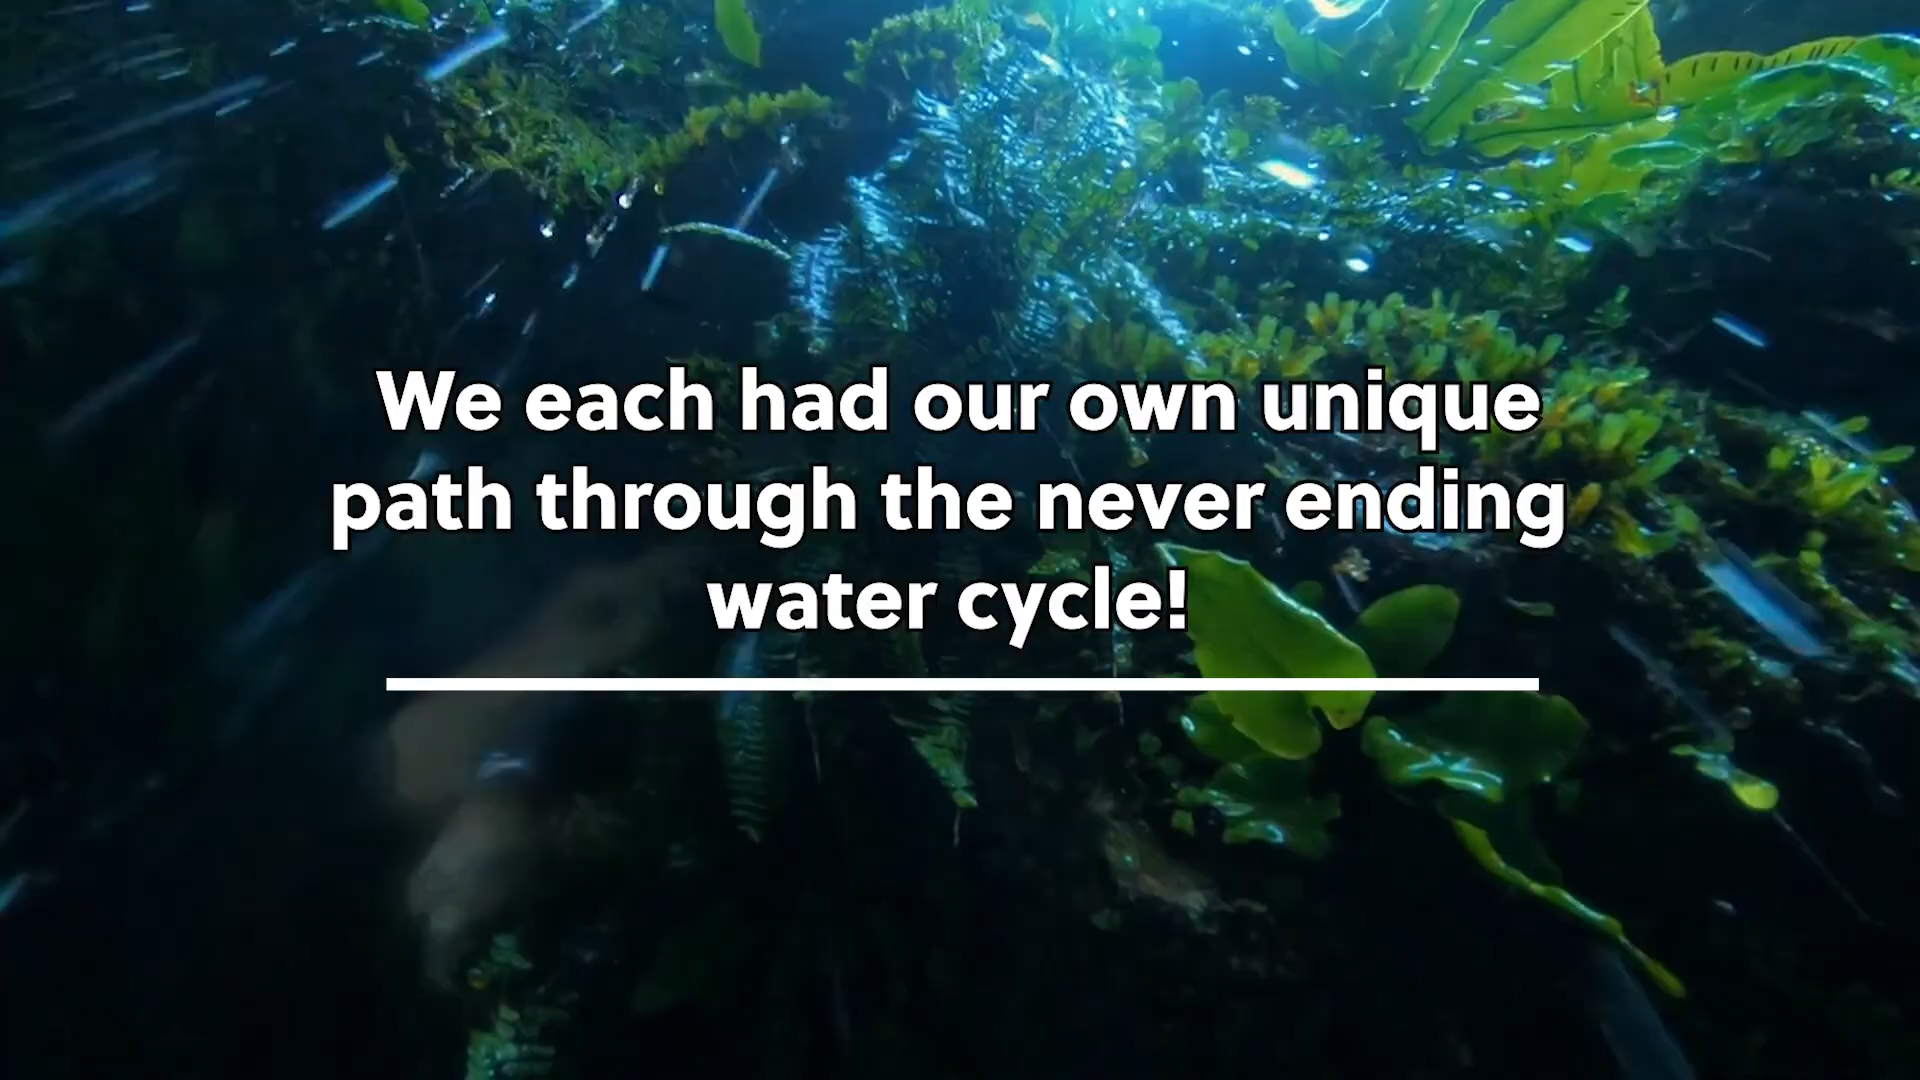 We each had our own unique
path through the never ending
water cycle!